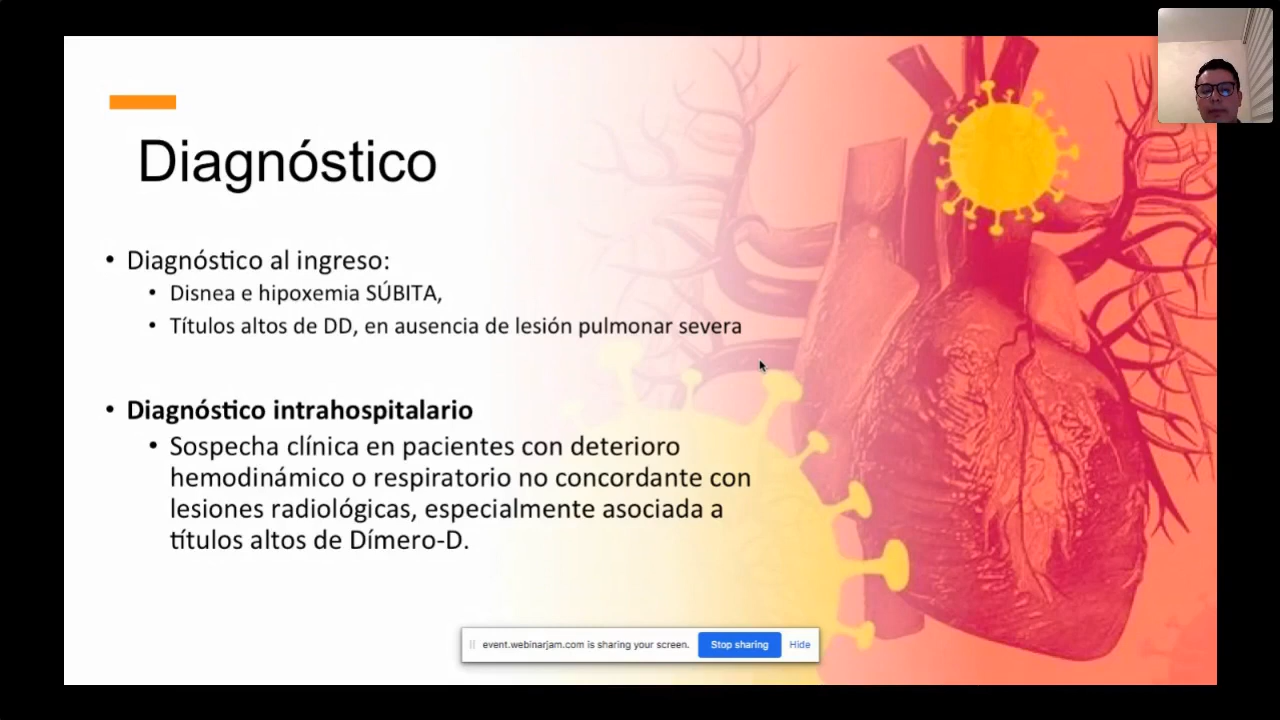 Diagnóstico
• Diagnóstico al ingreso:
• Disnea e hipoxemia SÚBITA,
• Títulos altos de DD, en ausencia de lesión pulmonar severa
• Diagnóstico intrahospitalario
• Sospecha clínica en pacientes con deterioro
hemodinámico o respiratorio no concordante con
lesiones radiológicas, especialmente asociada a
títulos altos de Dímero-D.
event.webinarjam.com is sharing your screen. Stop sharing Hide